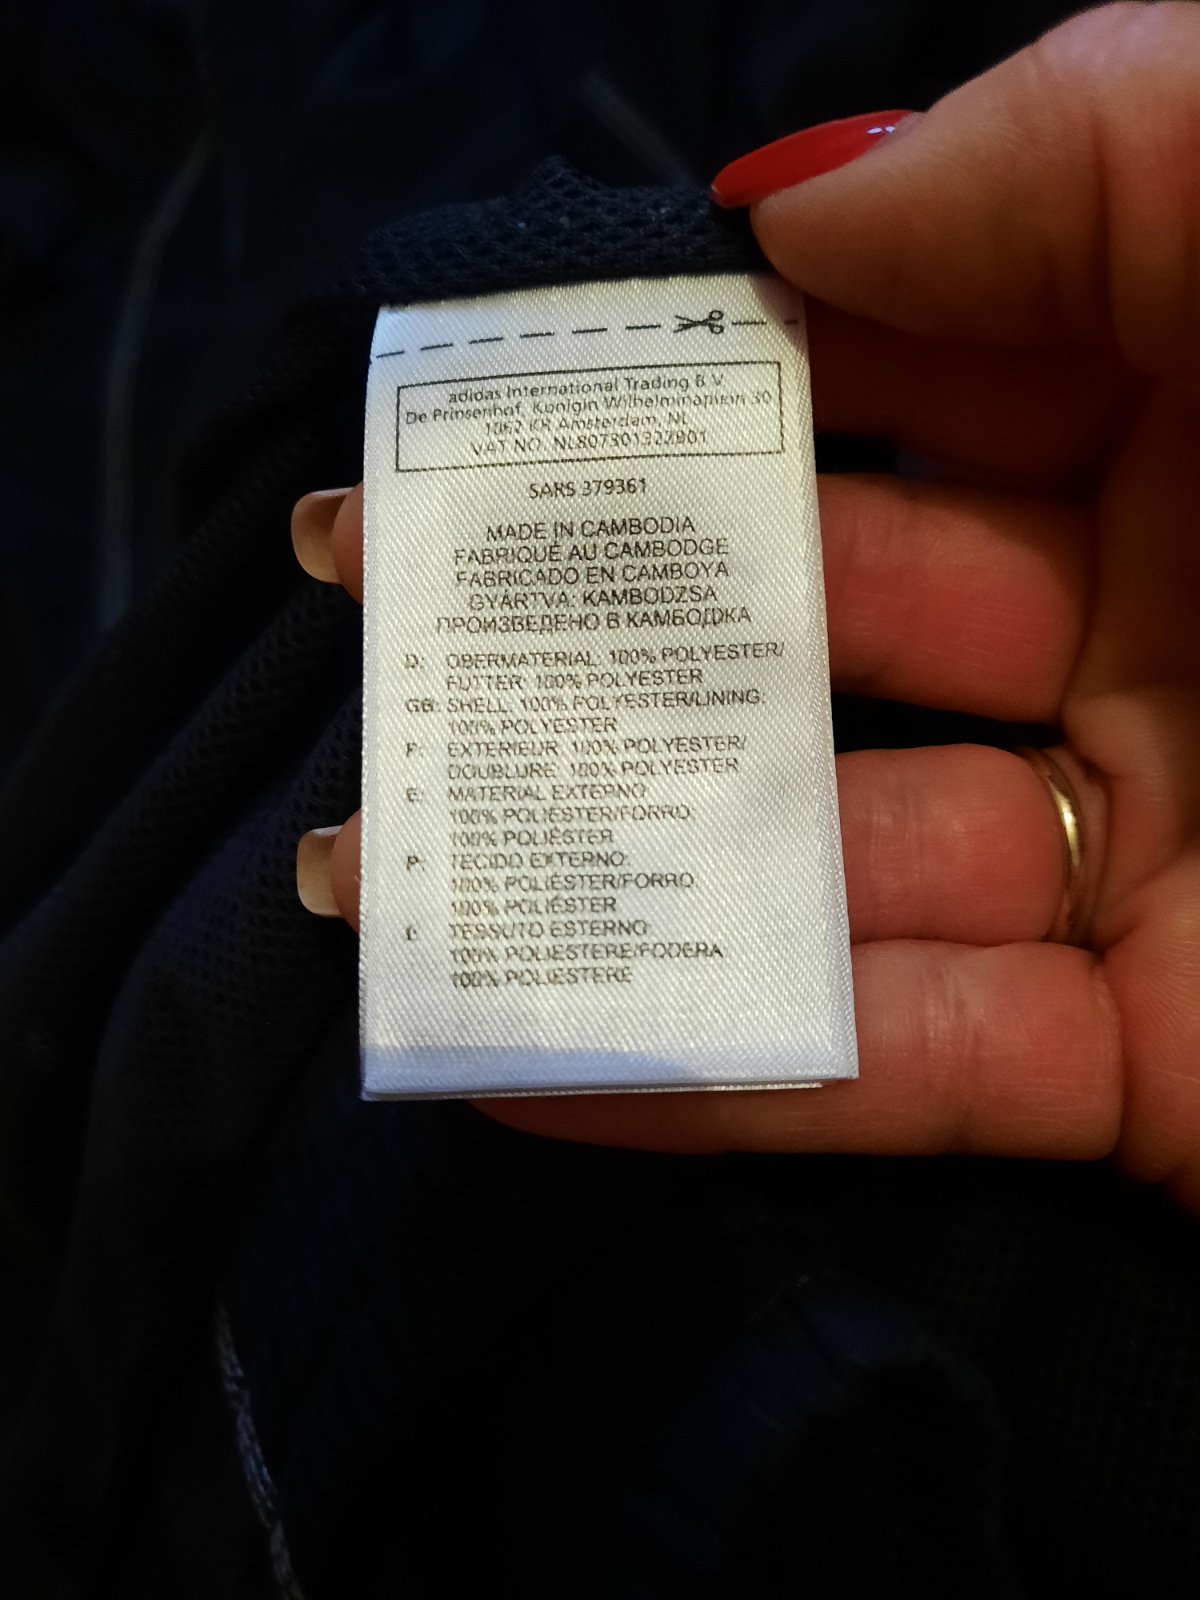 adidas International Trading B.V.
De Prinsenhof, Konigin Wilhelminaplein 30
1062 KR Amsterdam, NL
VAT NO. NL807301322B01
SARS 379361
MADE IN CAMBODIA
FABRIQUÉ AU CAMBODGE
FABRICADO EN CAMBOYA
GYÁRTVA: KAMBODZSA
ПРОИЗВЕДЕНО В КАМБОДЖА
D: OBERMATERIAL: 100% POLYESTER/
FUTTER: 100% POLYESTER
GB: SHELL: 100% POLYESTER/LINING:
100% POLYESTER
F: EXTERIEUR: 100% POLYESTER/
DOUBLURE: 100% POLYESTER
E: MATERIAL EXTERNO:
100% POLIÉSTER/FORRO:
100% POLIÉSTER
P: TECIDO EXTERNO:
100% POLIÉSTER/FORRO:
100% POLIÉSTER
I: TESSUTO ESTERNO:
100% POLIESTERE/FODERA:
100% POLIESTERE